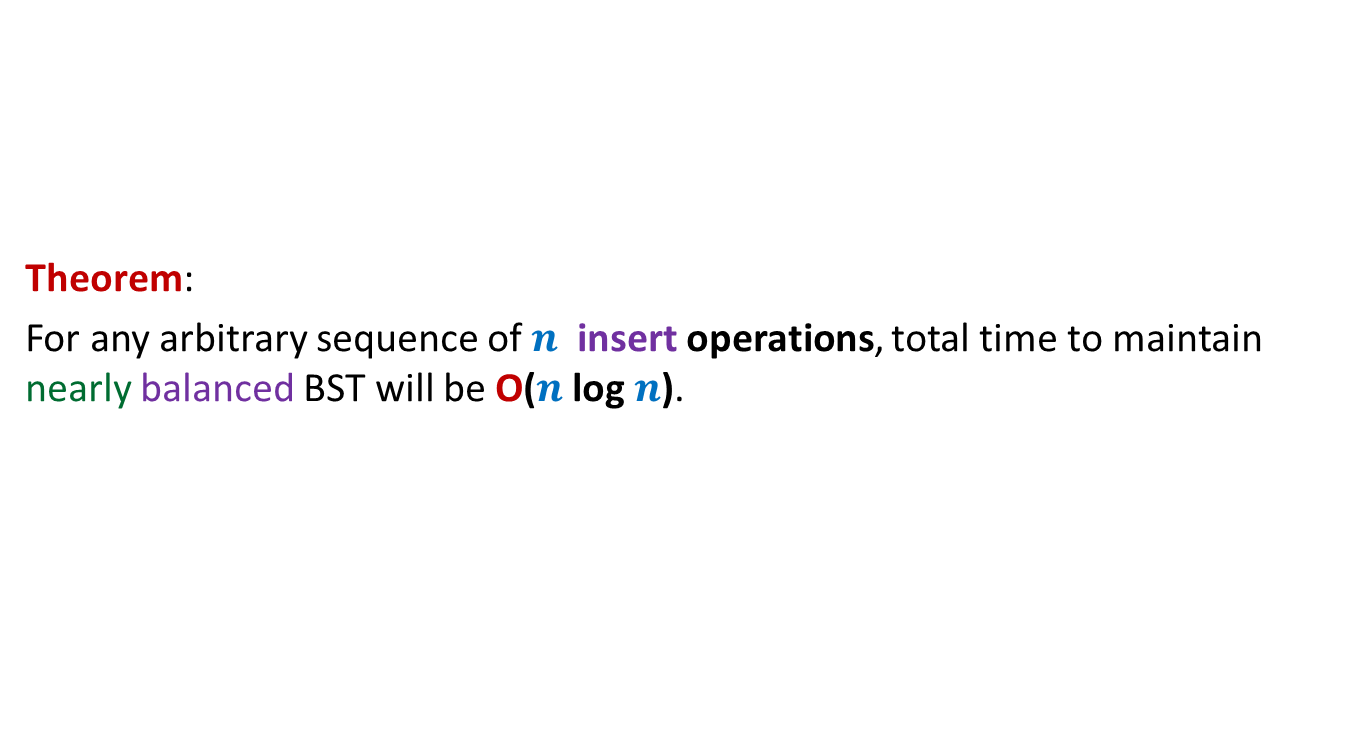 Theorem:
For any arbitrary sequence of n insert operations, total time to maintain
nearly balanced BST will be O(n log n).